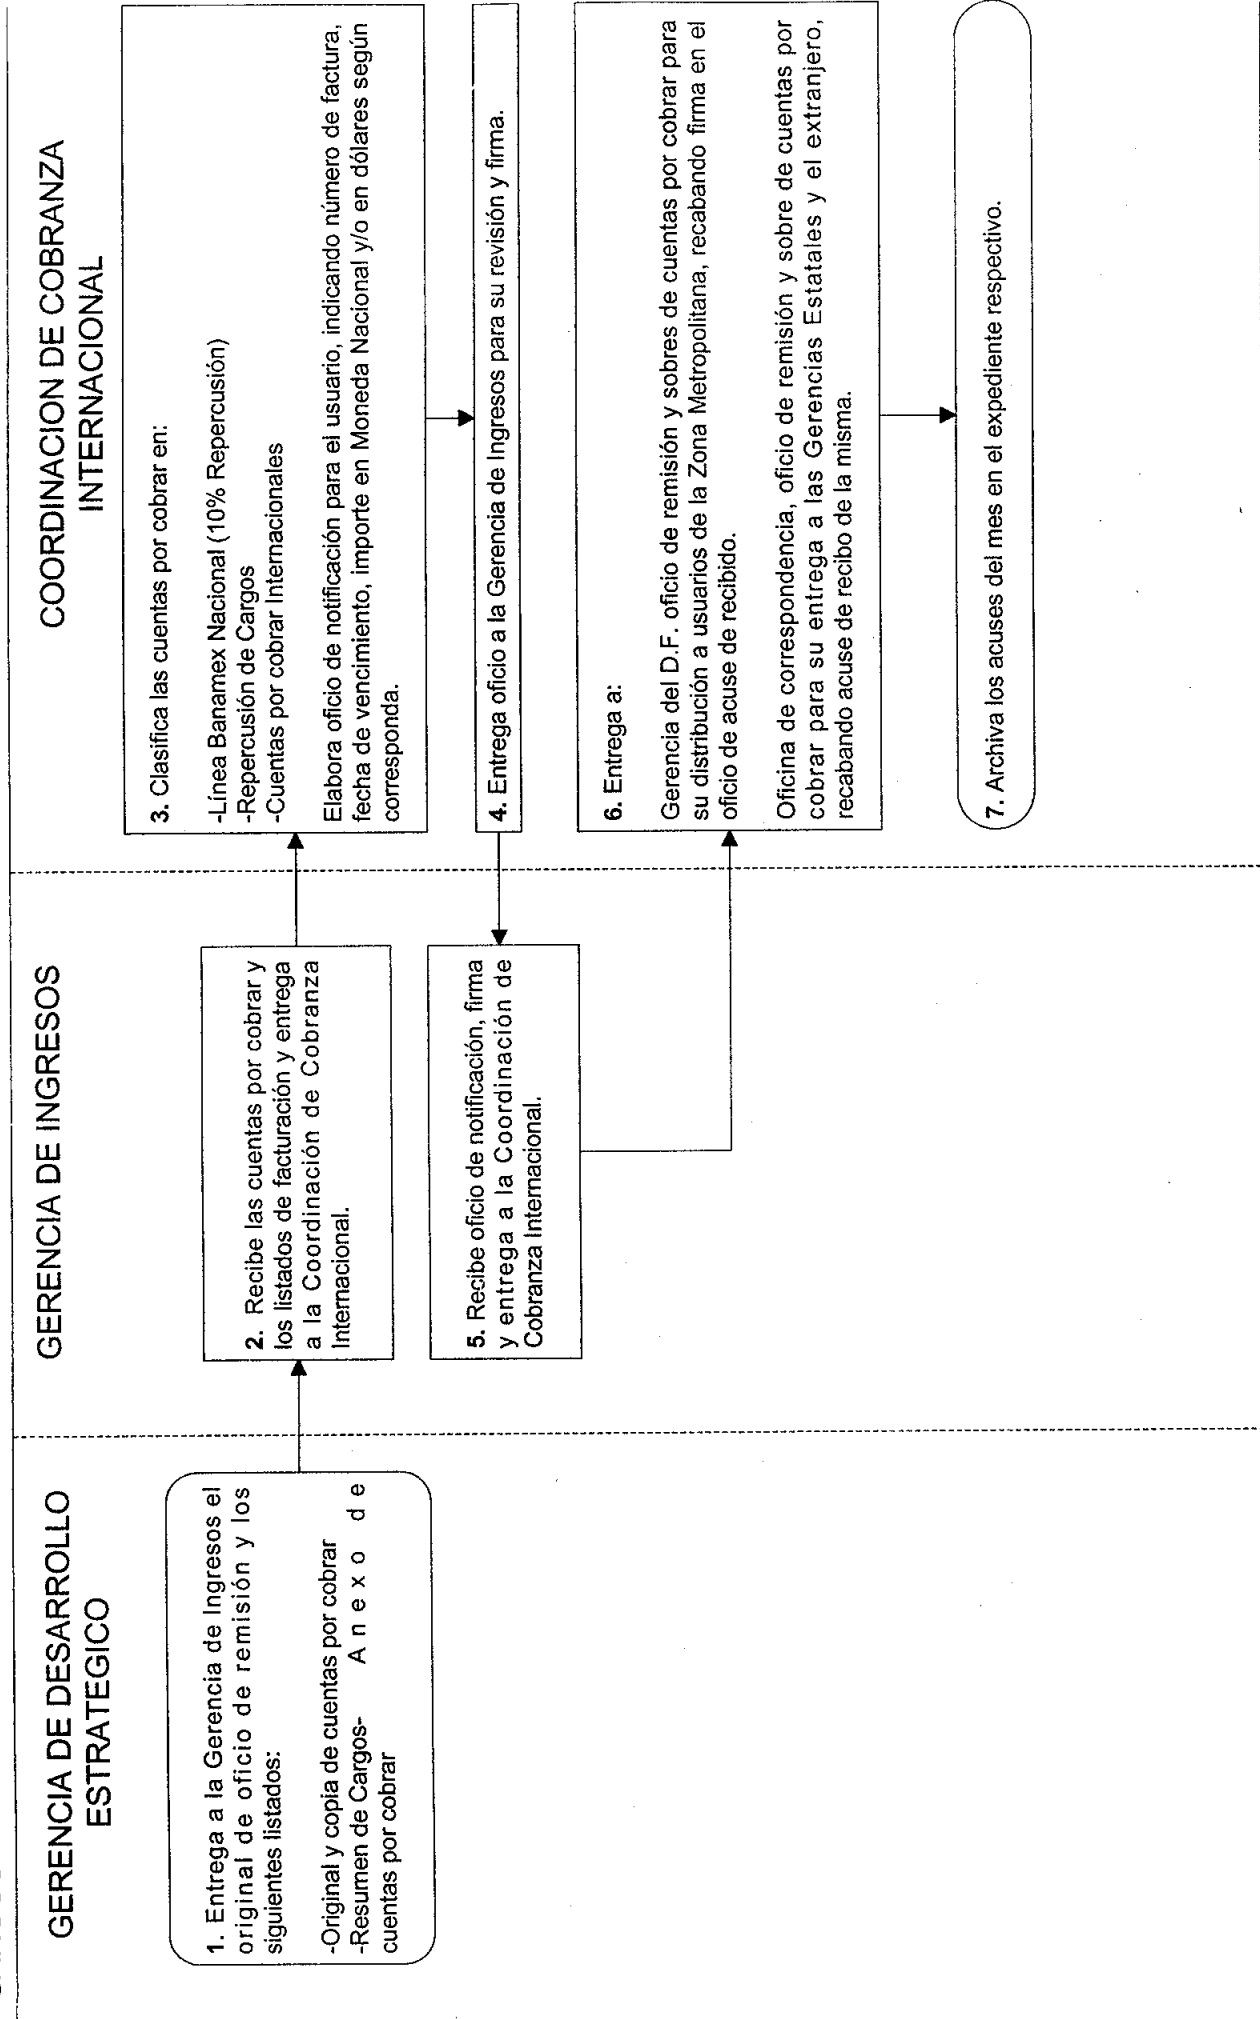 GERENCIA DE DESARROLLO
ESTRATEGICO
1. Entrega a la Gerencia de Ingresos el
original de oficio de remisión y los
siguientes listados:
-Original y copia de cuentas por cobrar
-Resumen de Cargos- Anexo de
cuentas por cobrar
GERENCIA DE INGRESOS
2. Recibe las cuentas por cobrar y
los listados de facturación y entrega
a la Coordinación de Cobranza
Internacional.
5. Recibe oficio de notificación, firma
y entrega a la Coordinación de
Cobranza Internacional.
COORDINACION DE COBRANZA
INTERNACIONAL
3. Clasifica las cuentas por cobrar en:
-Línea Banamex Nacional (10% Repercusión)
-Repercusión de Cargos
-Cuentas por cobrar Internacionales
Elabora oficio de notificación para el usuario, indicando número de factura,
fecha de vencimiento, importe en Moneda Nacional y/o en dólares según
corresponda.
4. Entrega oficio a la Gerencia de Ingresos para su revisión y firma.
6. Entrega a:
Gerencia del D.F. oficio de remisión y sobres de cuentas por cobrar para
su distribución a usuarios de la Zona Metropolitana, recabando firma en el
oficio de acuse de recibido.
Oficina de correspondencia, oficio de remisión y sobre de cuentas por
cobrar para su entrega a las Gerencias Estatales y el extranjero,
recabando acuse de recibo de la misma.
7. Archiva los acuses del mes en el expediente respectivo.